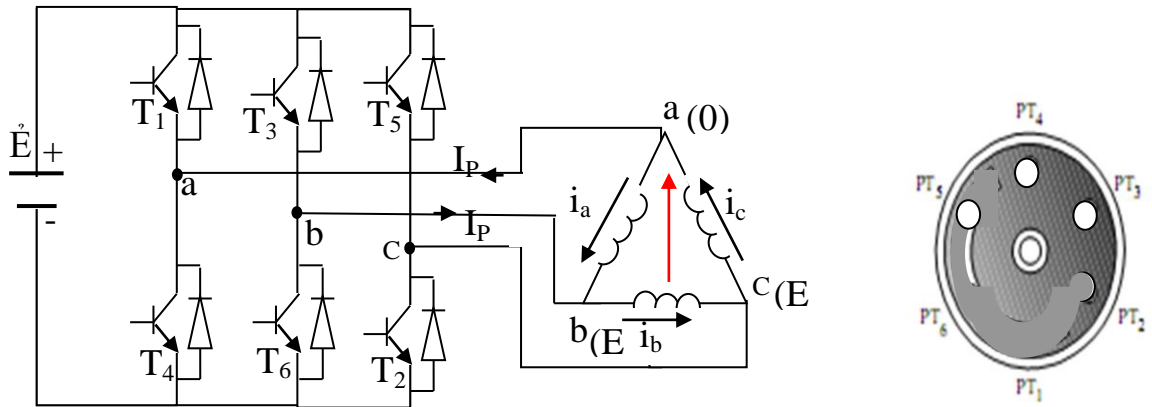 T1
T3
T5
Ẻ +
-
a
b
C
IP
IP
T4
T6
T2
a (0)
ia
ic
C (E
b(E
ib
PT4
PT5
PT3
PT6
PT2
PT1